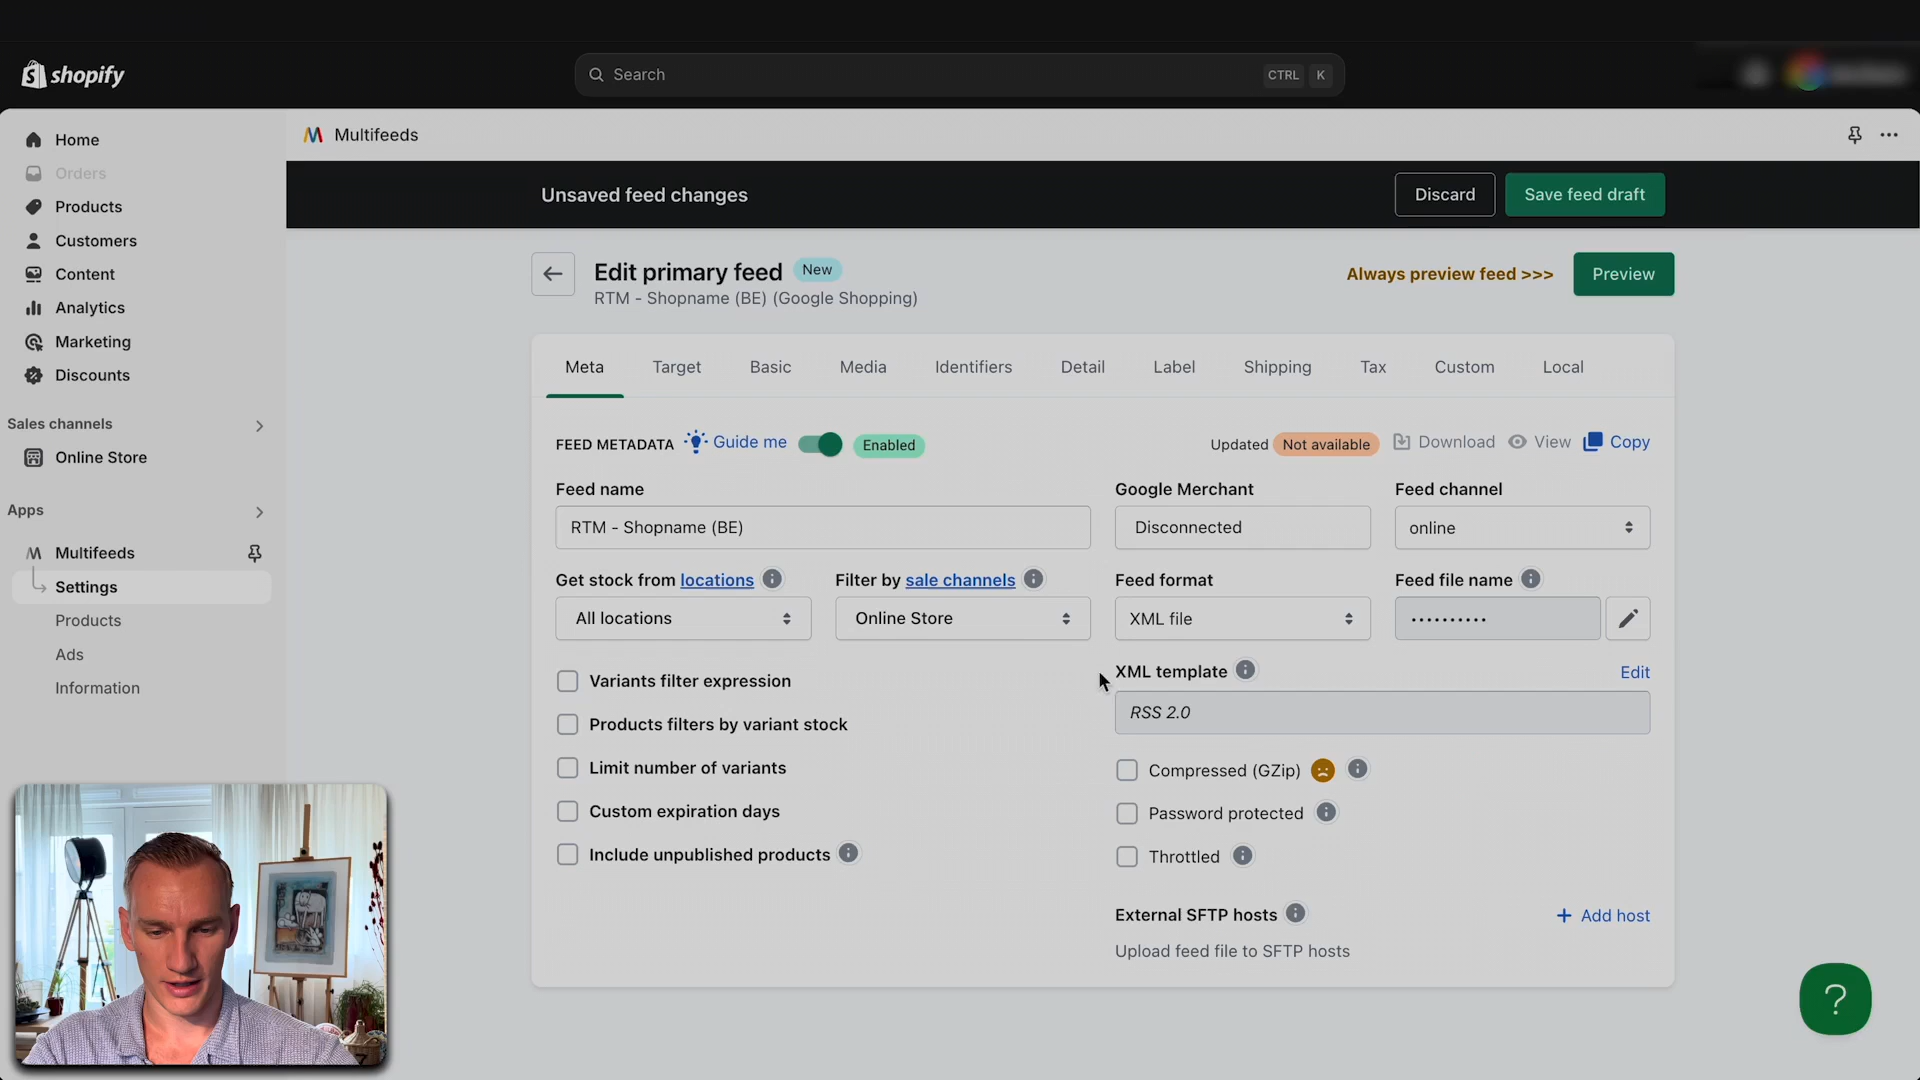 shopify
Search
CTRL K
Home
Orders
Products
Customers
Content
Analytics
Marketing
Discounts
Sales channels
Online Store
Apps
Multifeeds
Settings
Products
Ads
Information
Multifeeds
Unsaved feed changes
Discard
Save feed draft
Edit primary feed New
RTM - Shopname (BE) (Google Shopping)
Always preview feed >>>
Preview
Meta Target Basic Media Identifiers Detail Label Shipping Tax Custom Local
FEED METADATA Guide me Enabled
Updated Not available Download View Copy
Feed name
RTM - Shopname (BE)
Google Merchant
Disconnected
Feed channel
online
Get stock from locations
All locations
Filter by sale channels
Online Store
Feed format
XML file
Feed file name
••••••••••
Variants filter expression
Products filters by variant stock
Limit number of variants
Custom expiration days
Include unpublished products
XML template
Edit
RSS 2.0
Compressed (GZip)
Password protected
Throttled
External SFTP hosts
+ Add host
Upload feed file to SFTP hosts
?